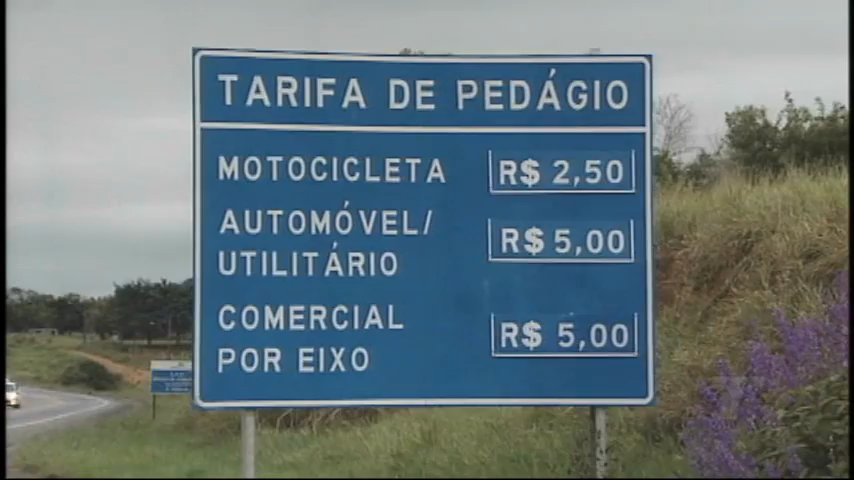 TARIFA DE PEDÁGIO
MOTOCICLETA R$ 2,50
AUTOMÓVEL/
UTILITÁRIO R$ 5,00
COMERCIAL
POR EIXO R$ 5,00